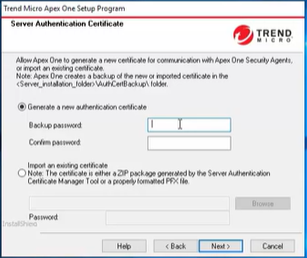 Trend Micro Apex One Setup Program
Server Authentication Certificate
TREND
MICRO
Allow Apex One to generate a new certificate for communication with Apex One Security Agents,
or import an existing certificate.
Note: Apex One creates a backup of the new or imported certificate in the
<Server_installation_folder>\AuthCertBackup\ folder.
Generate a new authentication certificate
Backup password:
Confirm password:
Import an existing certificate
Note: The certificate is either a ZIP package generated by the Server Authentication
Certificate Manager Tool or a properly formatted PFX file.
Browse
Password:
InstallShield
Help
< Back
Next >
Cancel